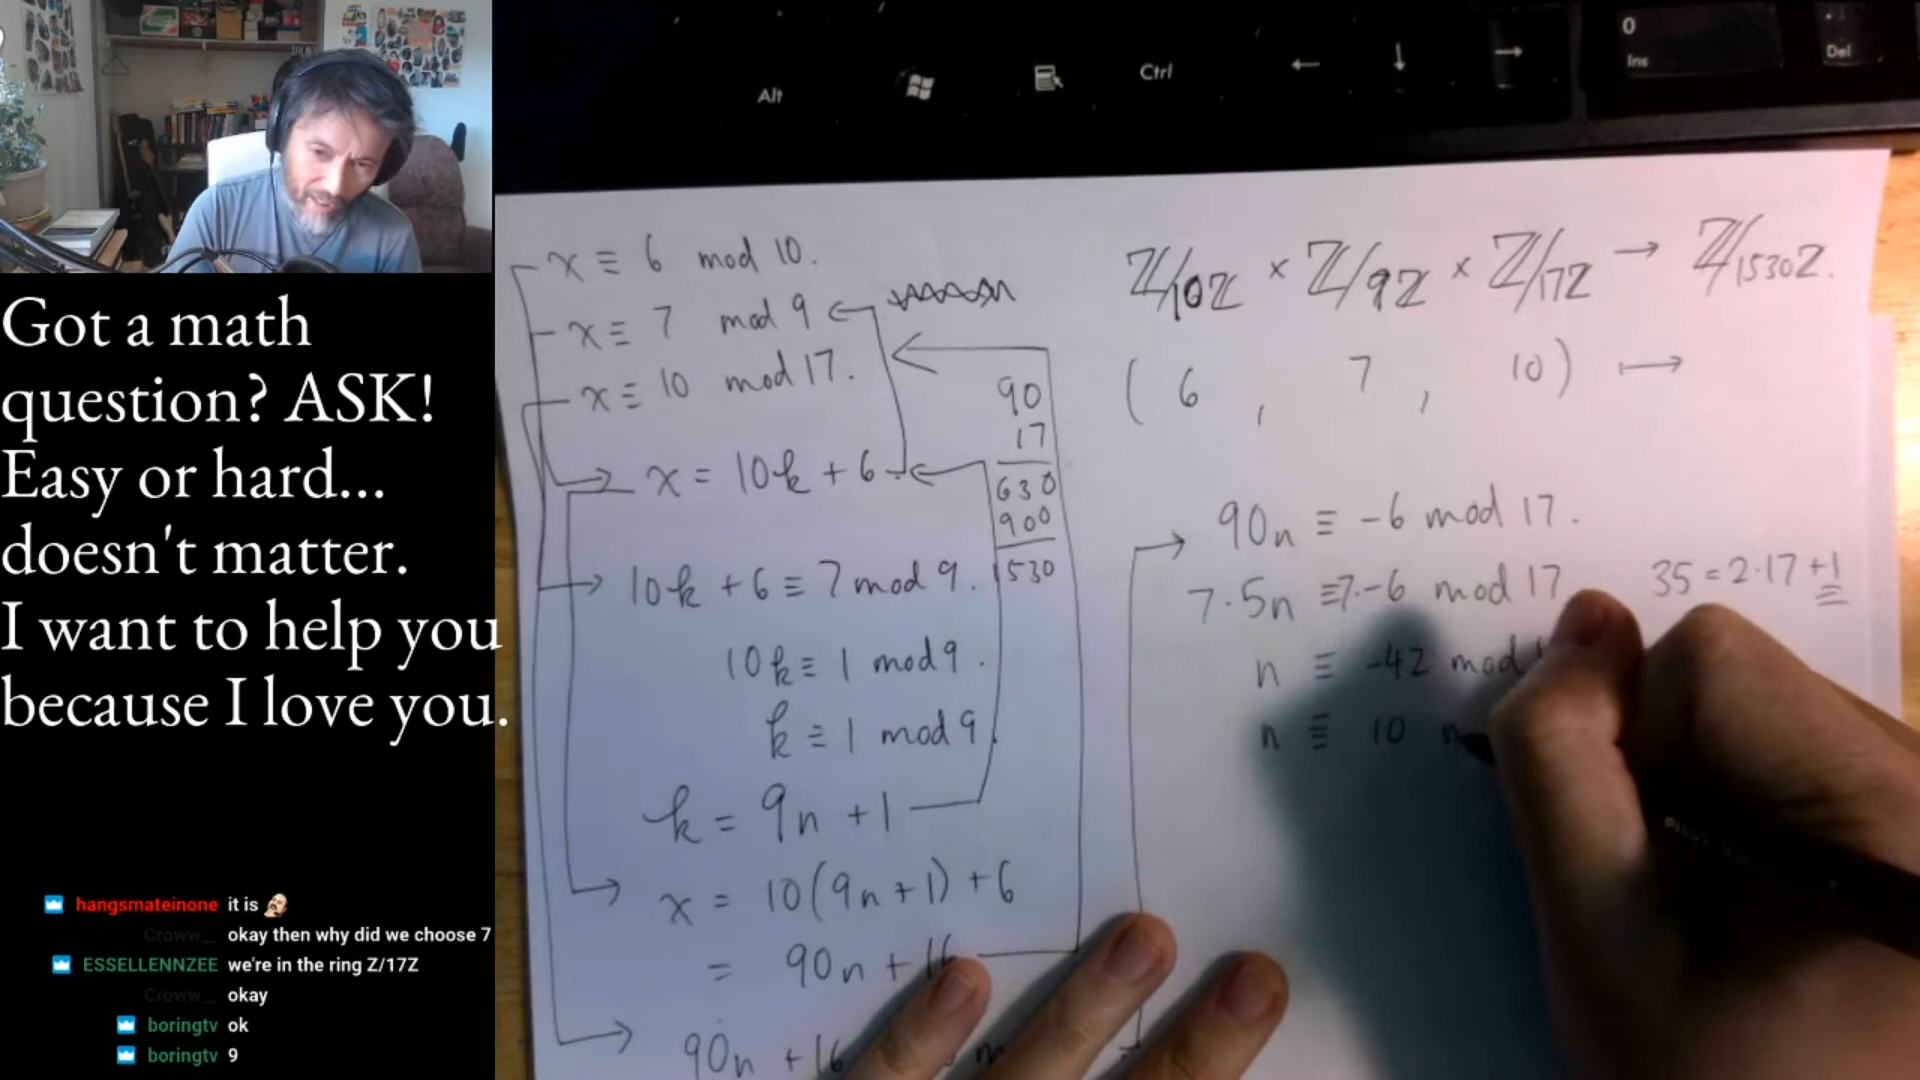 Alt
Ctrl
←
↓
→
0
Ins
Del
Got a math
question? ASK!
Easy or hard...
doesn't matter.
I want to help you
because I love you.
hangsmateinone it is
Croww__ okay then why did we choose 7
ESSELLENNZEE we're in the ring Z/17Z
Croww__ okay
boringtv ok
boringtv 9
x ≡ 6 mod 10.
x ≡ 7 mod 9
x ≡ 10 mod 17.
x = 10k + 6
10k + 6 ≡ 7 mod 9.
10k ≡ 1 mod 9.
k ≡ 1 mod 9.
k = 9n + 1
x = 10(9n + 1) + 6
= 90n + 16
90n + 16
90
17
630
900
1530
ℤ/10ℤ × ℤ/9ℤ × ℤ/17ℤ → ℤ/1530ℤ.
( 6 , 7 , 10) ↦
90n ≡ -6 mod 17.
7·5n ≡ 7·-6 mod 17
35 = 2·17 + 1
n ≡ -42 mod
n ≡ 10